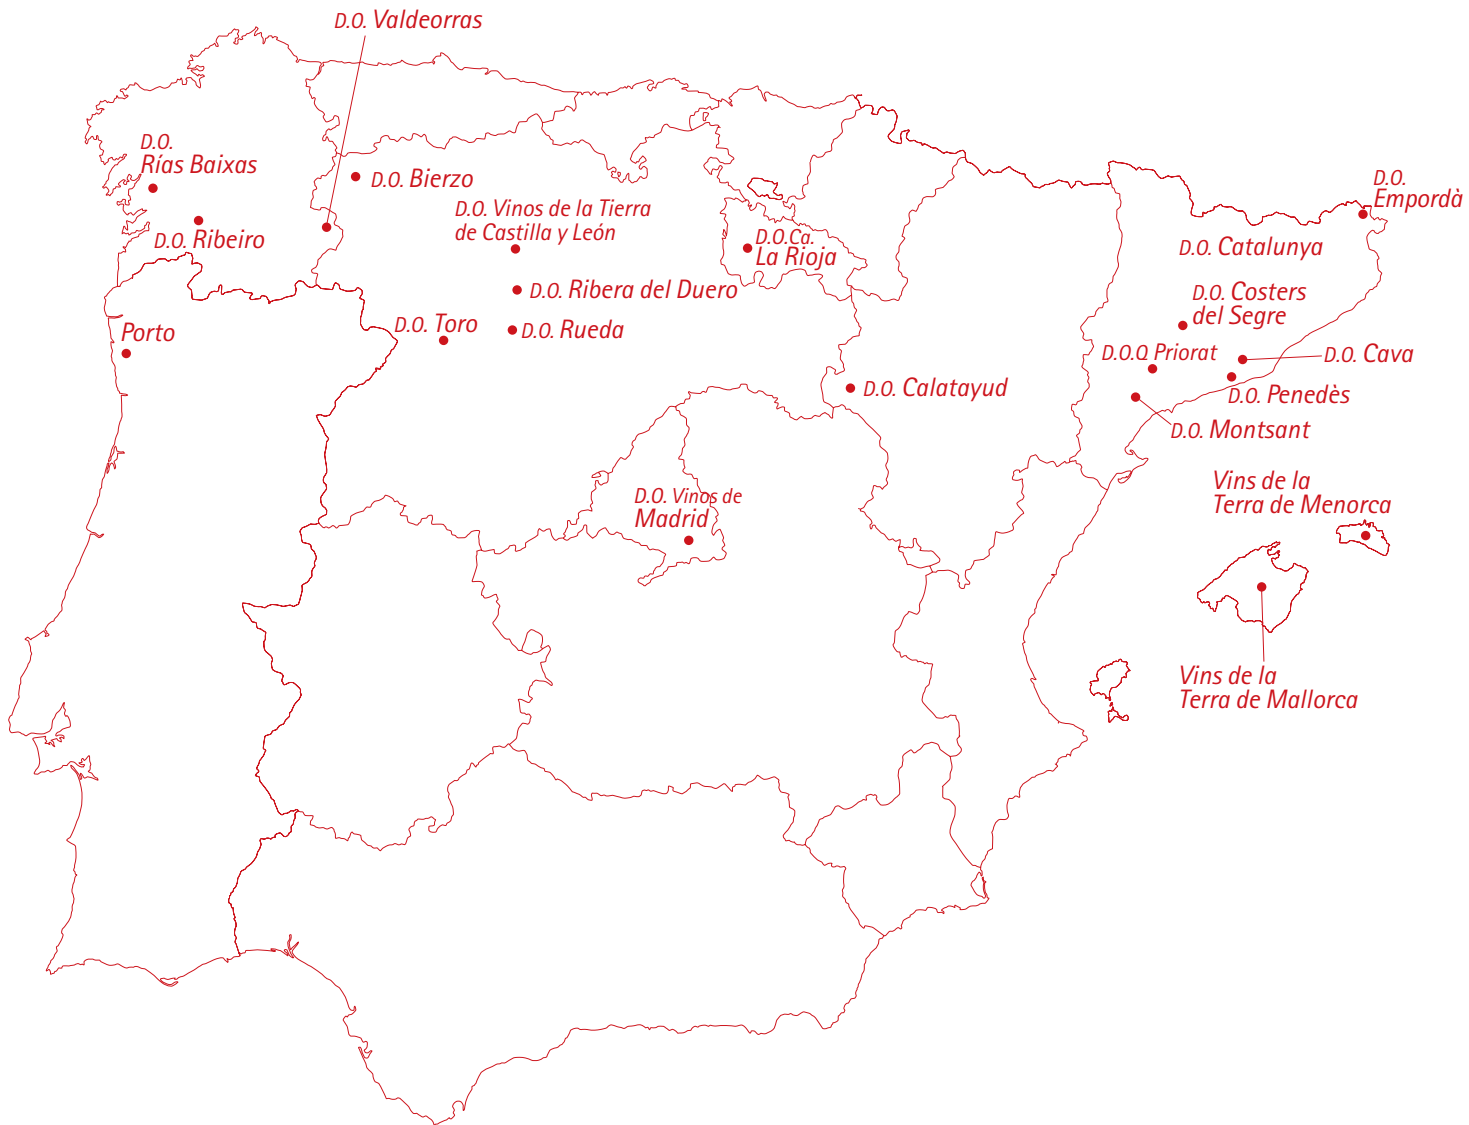 D.O. Valdeorras
D.O.
Rías Baixas
D.O. Ribeiro
D.O. Bierzo
D.O. Vinos de la Tierra
de Castilla y León
D.O.Ca.
La Rioja
D.O. Ribera del Duero
D.O. Toro
D.O. Rueda
Porto
D.O. Calatayud
D.O.
Empordà
D.O. Catalunya
D.O. Costers
del Segre
D.O.Q Priorat
D.O. Cava
D.O. Penedès
D.O. Montsant
D.O. Vinos de
Madrid
Vins de la
Terra de Menorca
Vins de la
Terra de Mallorca